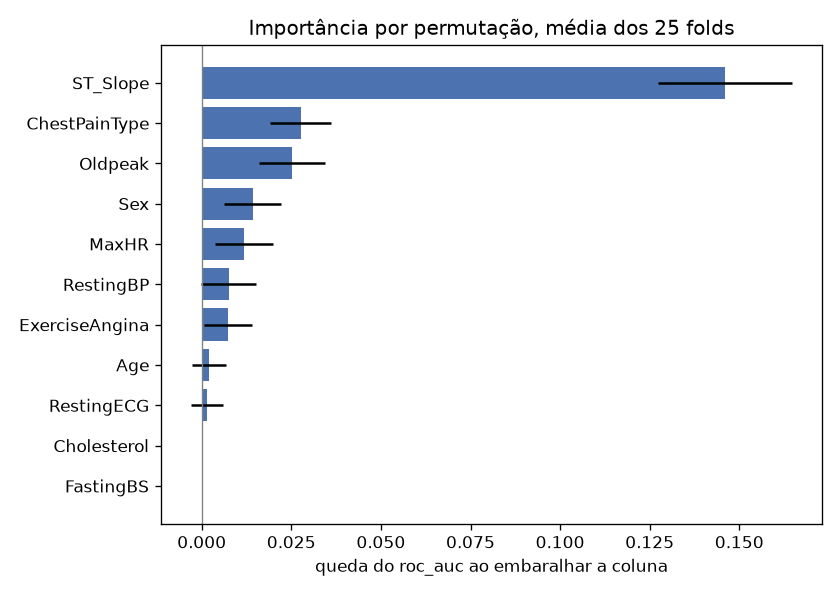 Importância por permutação, média dos 25 folds
ST_Slope
ChestPainType
Oldpeak
Sex
MaxHR
RestingBP
ExerciseAngina
Age
RestingECG
Cholesterol
FastingBS
0.000 0.025 0.050 0.075 0.100 0.125 0.150
queda do roc_auc ao embaralhar a coluna